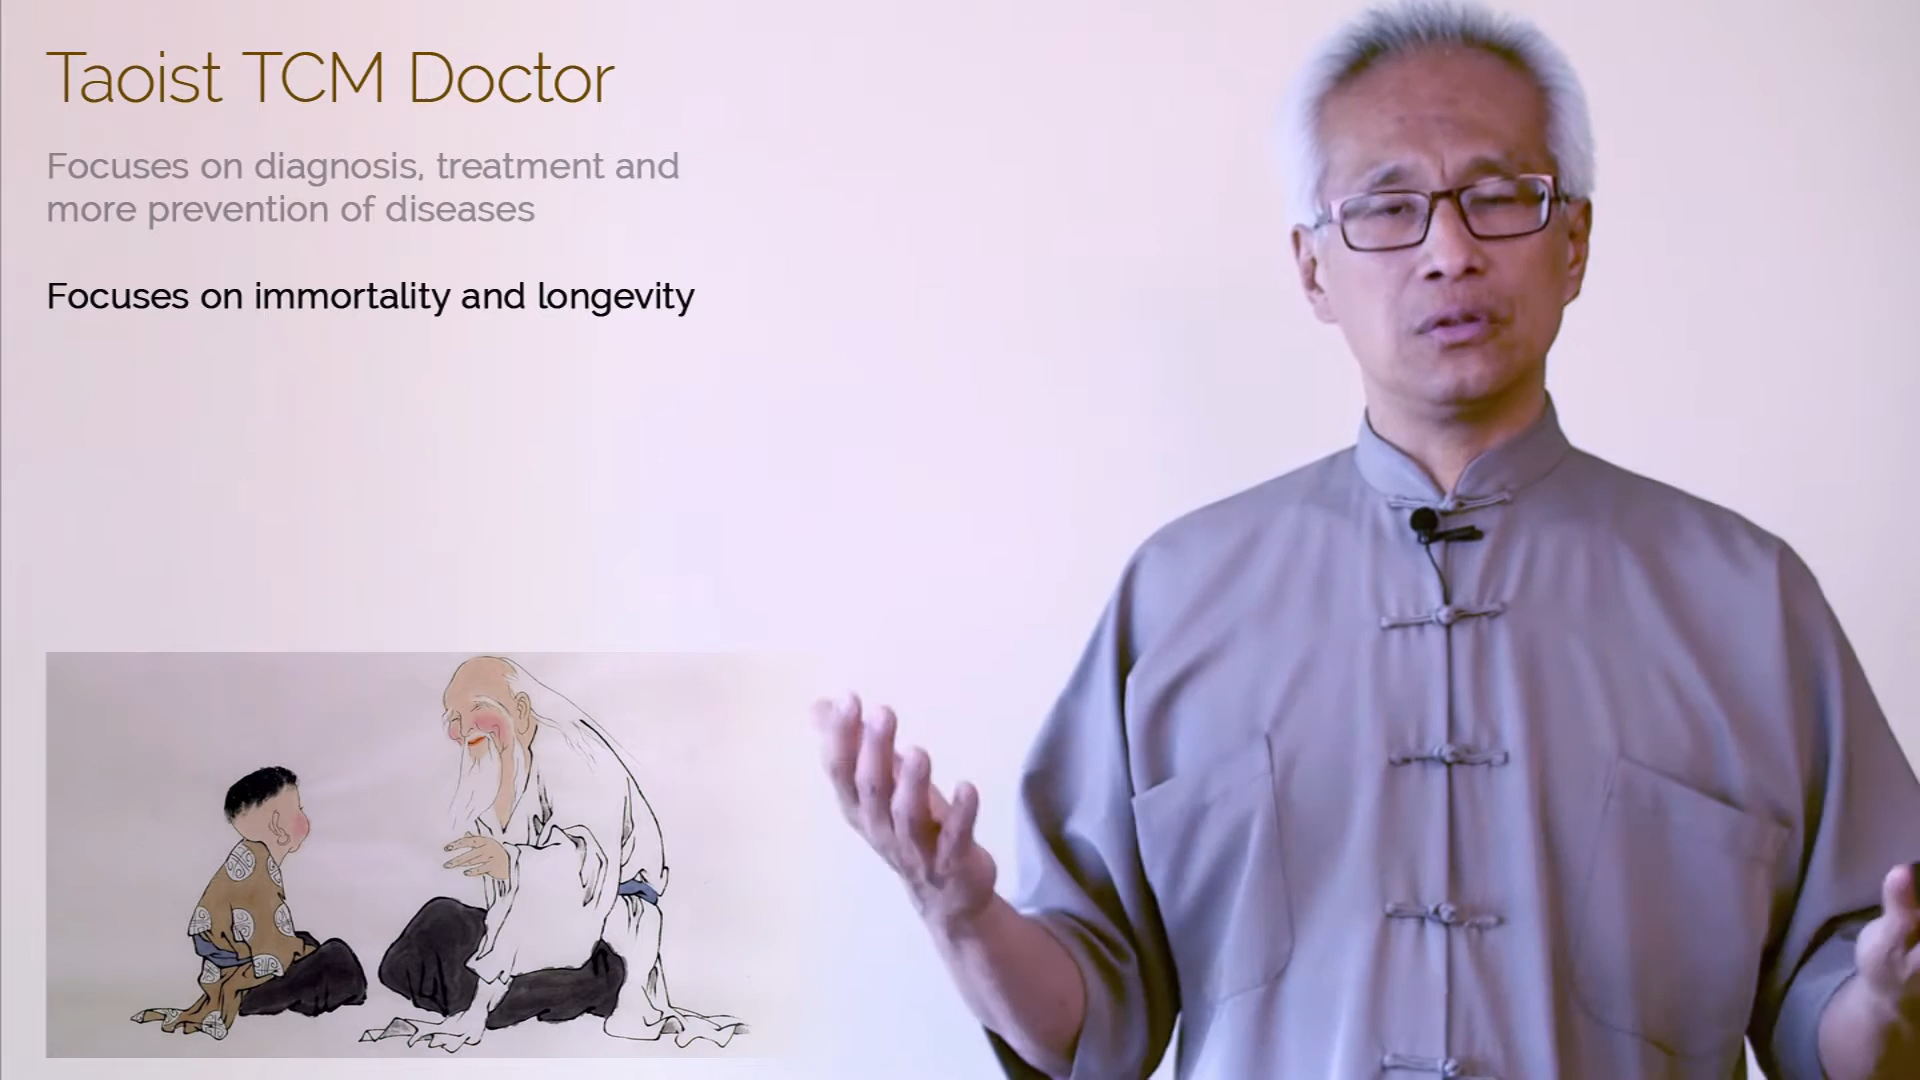 Taoist TCM Doctor
Focuses on diagnosis, treatment and
more prevention of diseases
Focuses on immortality and longevity